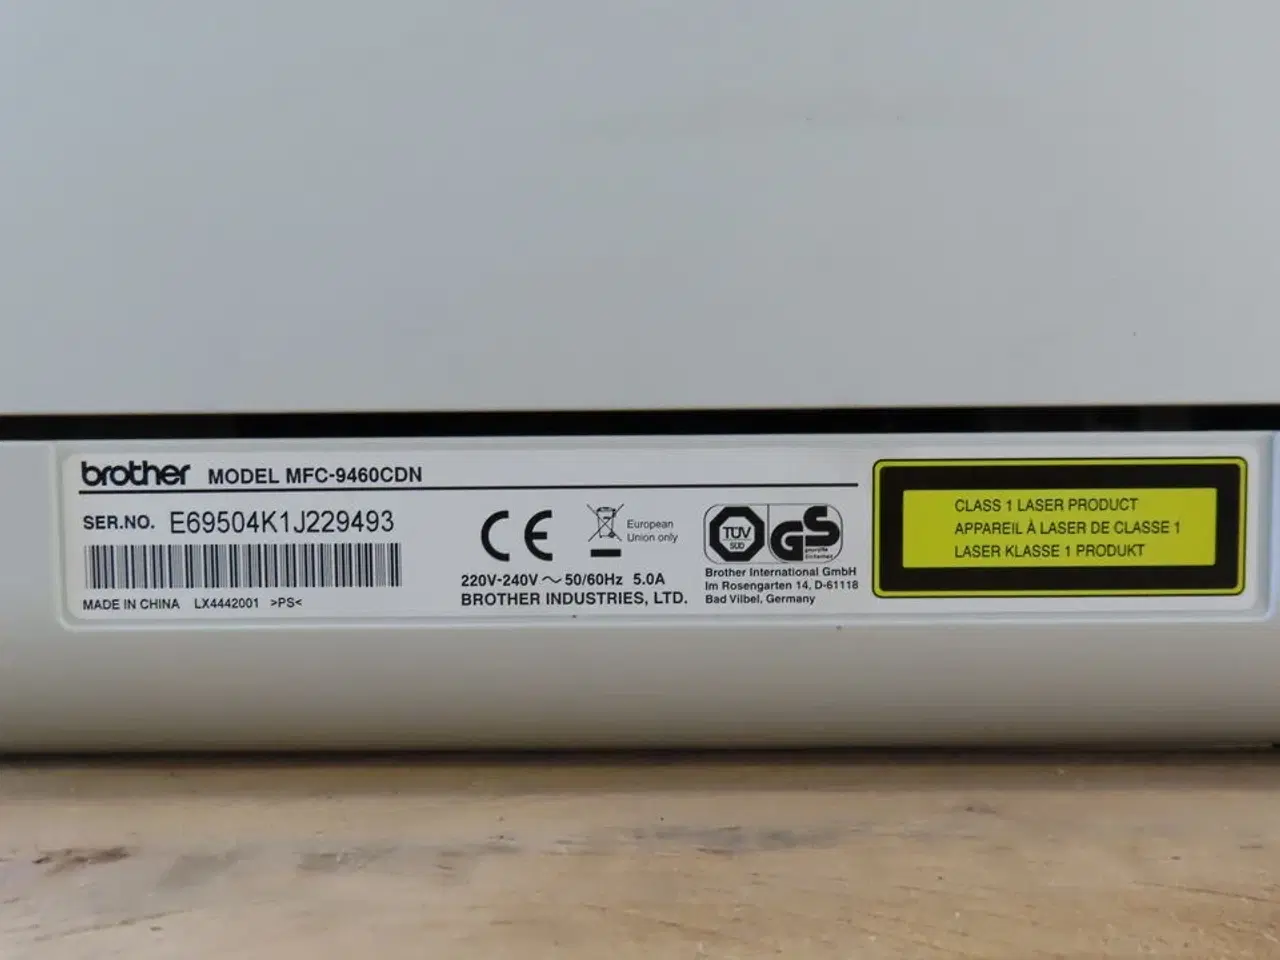 brother MODEL MFC-9460CDN
SER.NO. E69504K1J229493
MADE IN CHINA LX4442001 >PS<
CE
European
Union only
220V-240V ~ 50/60Hz 5.0A
BROTHER INDUSTRIES, LTD.
TÜV
SÜD
GS
geprüfte
Sicherheit
Brother International GmbH
Im Rosengarten 14, D-61118
Bad Vilbel, Germany
CLASS 1 LASER PRODUCT
APPAREIL À LASER DE CLASSE 1
LASER KLASSE 1 PRODUKT